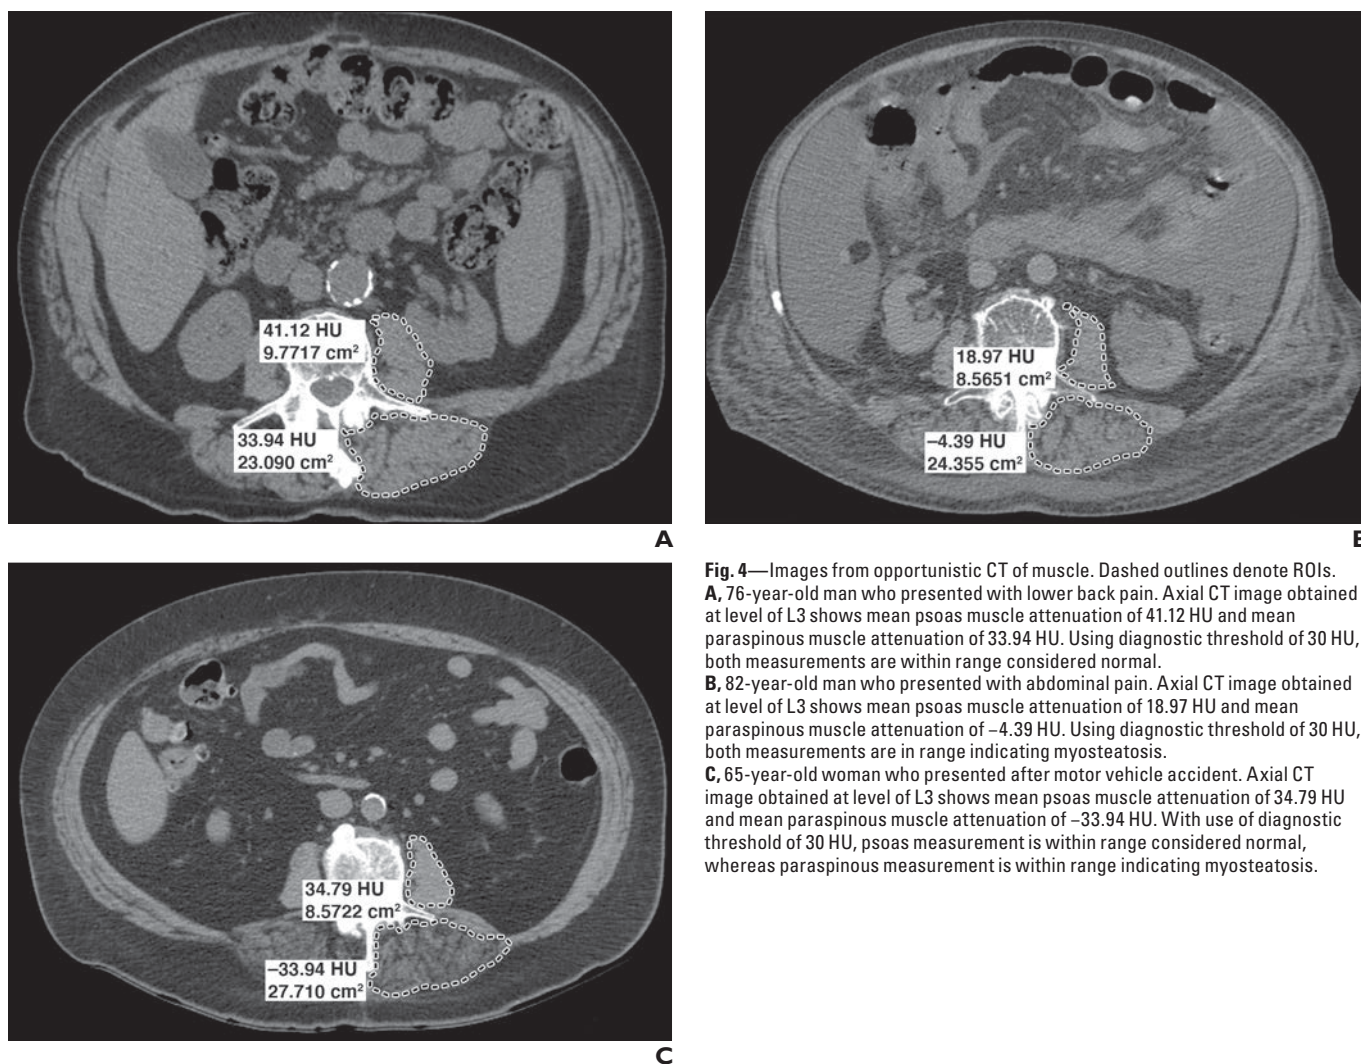 41.12 HU
9.7717 cm²
33.94 HU
23.090 cm²
A
18.97 HU
8.5651 cm²
–4.39 HU
24.355 cm²
34.79 HU
8.5722 cm²
–33.94 HU
27.710 cm²
C
Fig. 4—Images from opportunistic CT of muscle. Dashed outlines denote ROIs.
A, 76-year-old man who presented with lower back pain. Axial CT image obtained
at level of L3 shows mean psoas muscle attenuation of 41.12 HU and mean
paraspinous muscle attenuation of 33.94 HU. Using diagnostic threshold of 30 HU,
both measurements are within range considered normal.
B, 82-year-old man who presented with abdominal pain. Axial CT image obtained
at level of L3 shows mean psoas muscle attenuation of 18.97 HU and mean
paraspinous muscle attenuation of –4.39 HU. Using diagnostic threshold of 30 HU,
both measurements are in range indicating myosteatosis.
C, 65-year-old woman who presented after motor vehicle accident. Axial CT
image obtained at level of L3 shows mean psoas muscle attenuation of 34.79 HU
and mean paraspinous muscle attenuation of –33.94 HU. With use of diagnostic
threshold of 30 HU, psoas measurement is within range considered normal,
whereas paraspinous measurement is within range indicating myosteatosis.